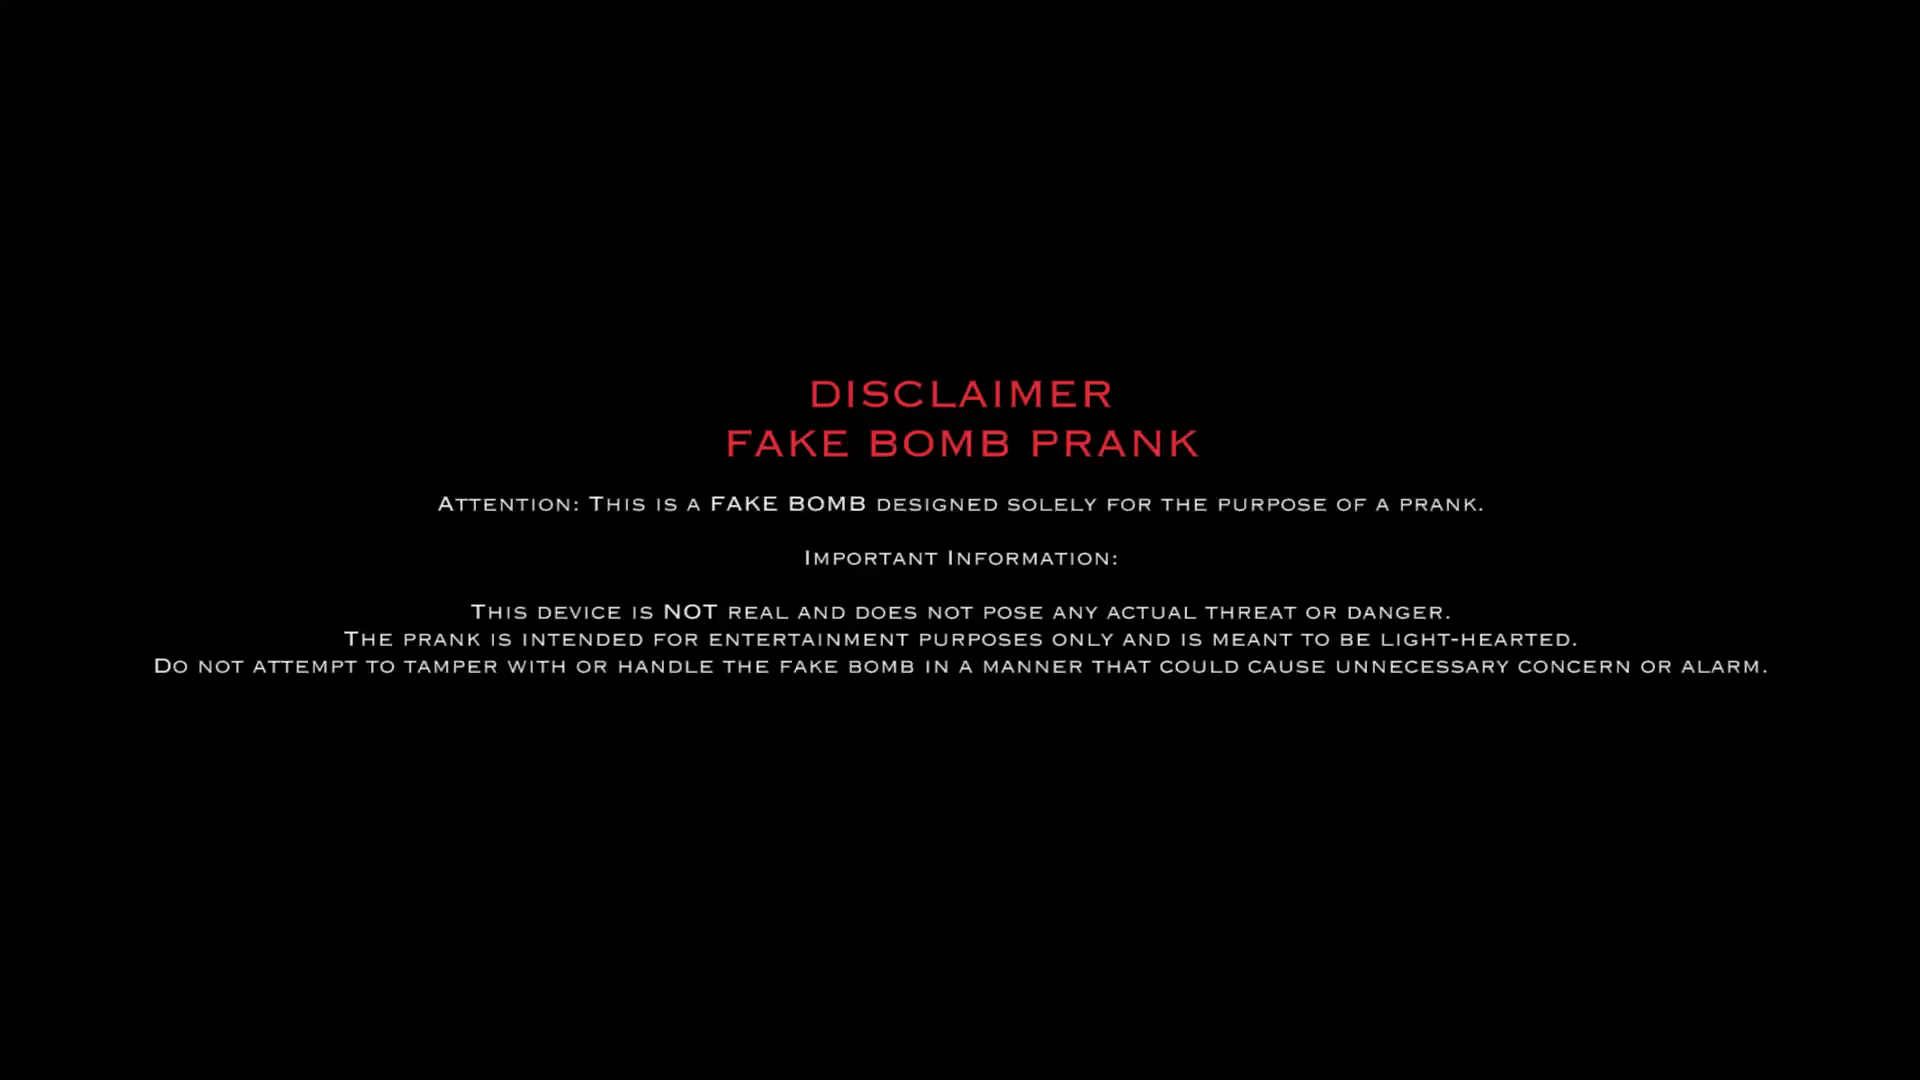 DISCLAIMER
FAKE BOMB PRANK
Attention: This is a FAKE BOMB designed solely for the purpose of a prank.
Important Information:
This device is NOT real and does not pose any actual threat or danger.
The prank is intended for entertainment purposes only and is meant to be light-hearted.
Do not attempt to tamper with or handle the fake bomb in a manner that could cause unnecessary concern or alarm.